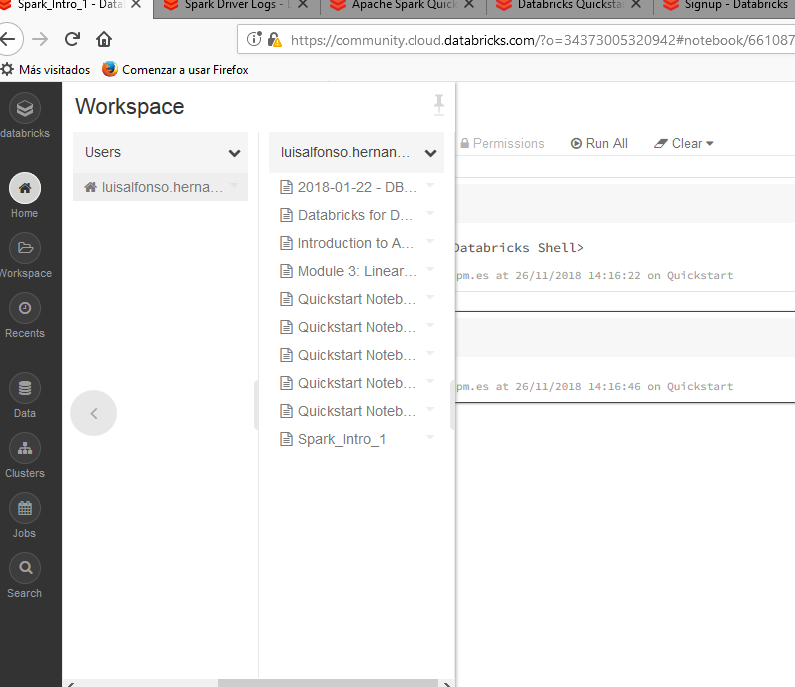 Spark_Intro_1 - Data
Spark Driver Logs - D
Apache Spark Quick
Databricks Quickstar
Signup - Databricks
https://community.cloud.databricks.com/?o=34373005320942#notebook/661087
Más visitados
Comenzar a usar Firefox
databricks
Home
Workspace
Recents
Data
Clusters
Jobs
Search
Workspace
Users
luisalfonso.herna...
luisalfonso.hernan...
2018-01-22 - DB...
Databricks for D...
Introduction to A...
Module 3: Linear...
Quickstart Noteb...
Quickstart Noteb...
Quickstart Noteb...
Quickstart Noteb...
Quickstart Noteb...
Spark_Intro_1
Permissions
Run All
Clear
Databricks Shell>
pm.es at 26/11/2018 14:16:22 on Quickstart
pm.es at 26/11/2018 14:16:46 on Quickstart